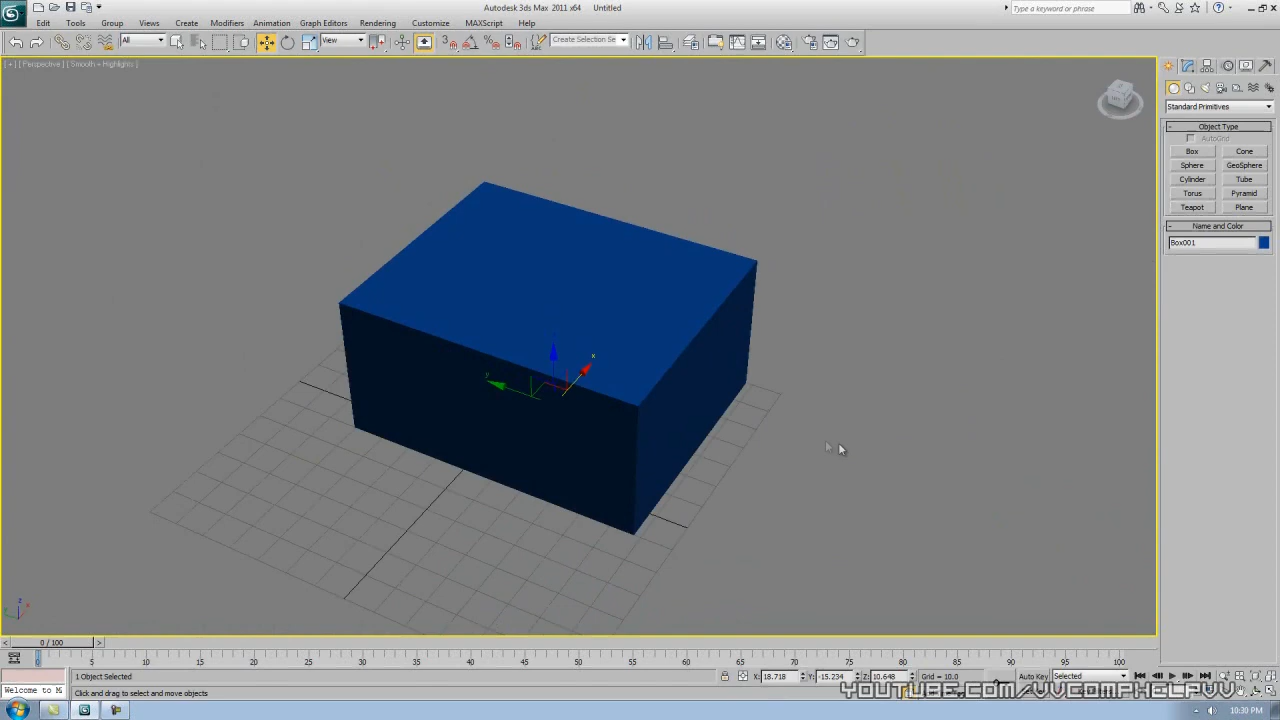 Autodesk 3ds Max 2011 x64 Untitled
Type a keyword or phrase
Edit Tools Group Views Create Modifiers Animation Graph Editors Rendering Customize MAXScript Help
All View Create Selection Se
[ + ] [ Perspective ] [ Smooth + Highlights ]
Standard Primitives
Object Type
AutoGrid
Box Cone
Sphere GeoSphere
Cylinder Tube
Torus Pyramid
Teapot Plane
Name and Color
Box001
x
y
z
0 / 100
0 5 10 15 20 25 30 35 40 45 50 55 60 65 70 75 80 85 90 95 100
1 Object Selected X: 18.718 Y: -15.234 Z: 10.648 Grid = 10.0 Auto Key Selected
Welcome to M Click and drag to select and move objects
YOUTUBE.COM/VVCOMPHELPVV
10:30 PM